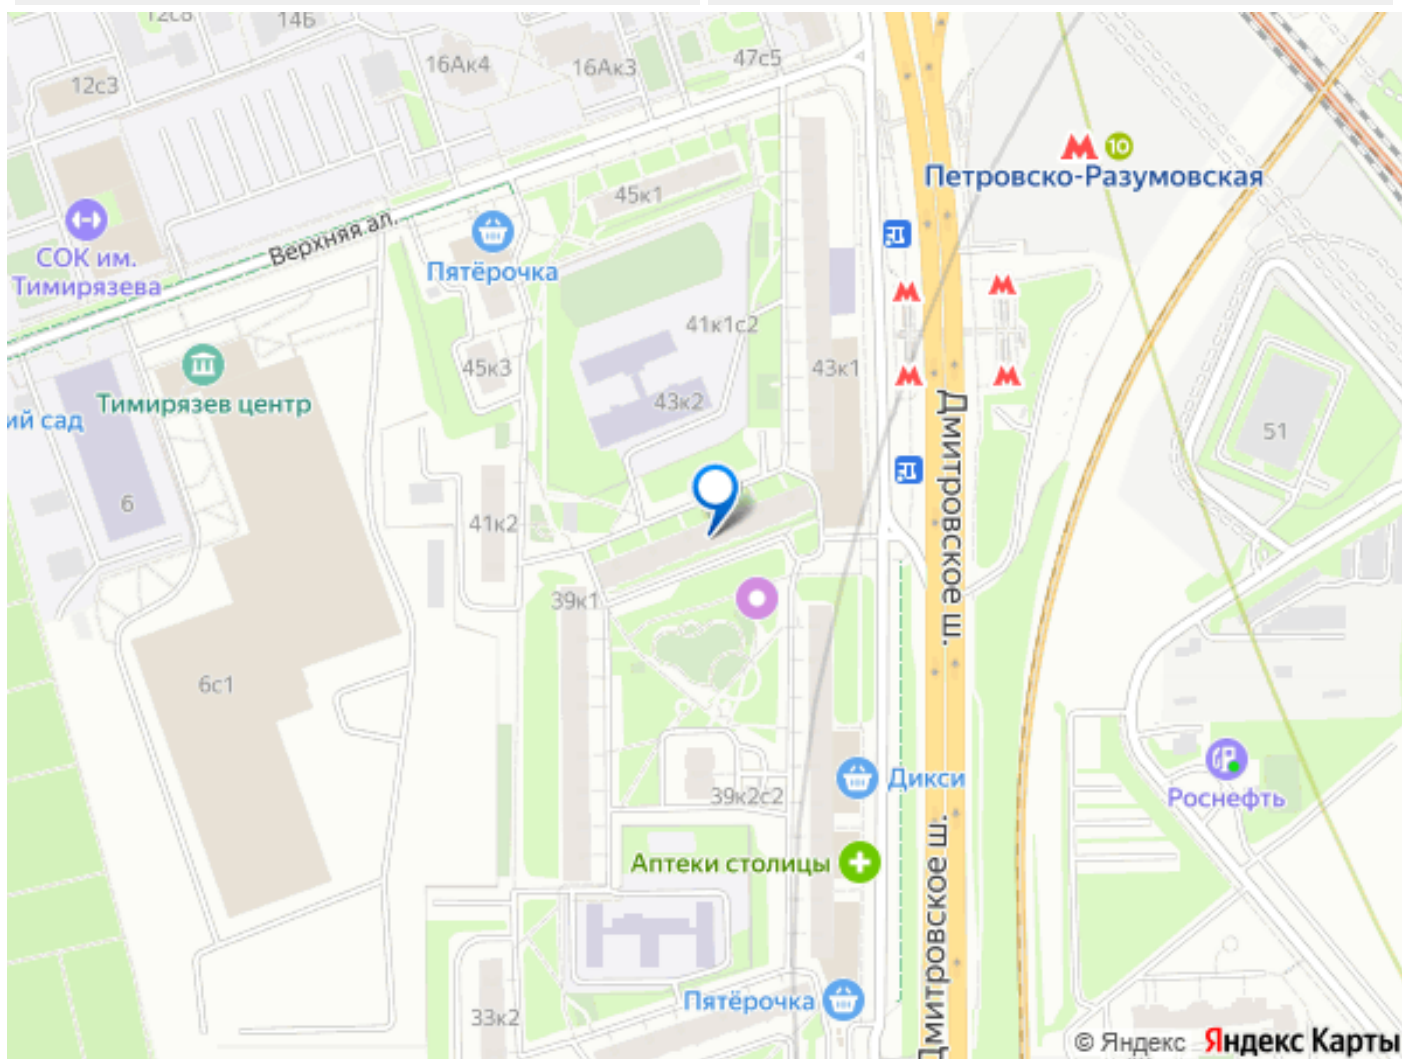 12с8
14Б
47с5
16Ак4
16Ак3
12с3
10
Петровско-Разумовская
45к1
Верхняя ал.
СОК им.
Тимирязева
Пятёрочка
41к1с2
45к3
43к1
Тимирязев центр
43к2
ий сад
51
Дмитровское ш.
6
41к2
39к1
6с1
Дикси
39к2с2
Роснефть
Аптеки столицы
Дмитровское ш.
Пятёрочка
33к2
© Яндекс Яндекс Карты